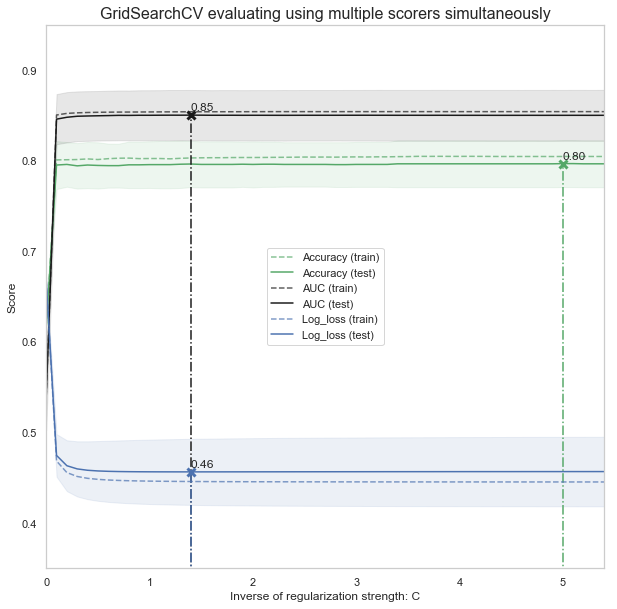 GridSearchCV evaluating using multiple scorers simultaneously
0.9
0.85
0.8
0.80
0.7
Accuracy (train)
Accuracy (test)
AUC (train)
AUC (test)
Log_loss (train)
Log_loss (test)
Score
0.6
0.5
0.46
0.4
0 1 2 3 4 5
Inverse of regularization strength: C